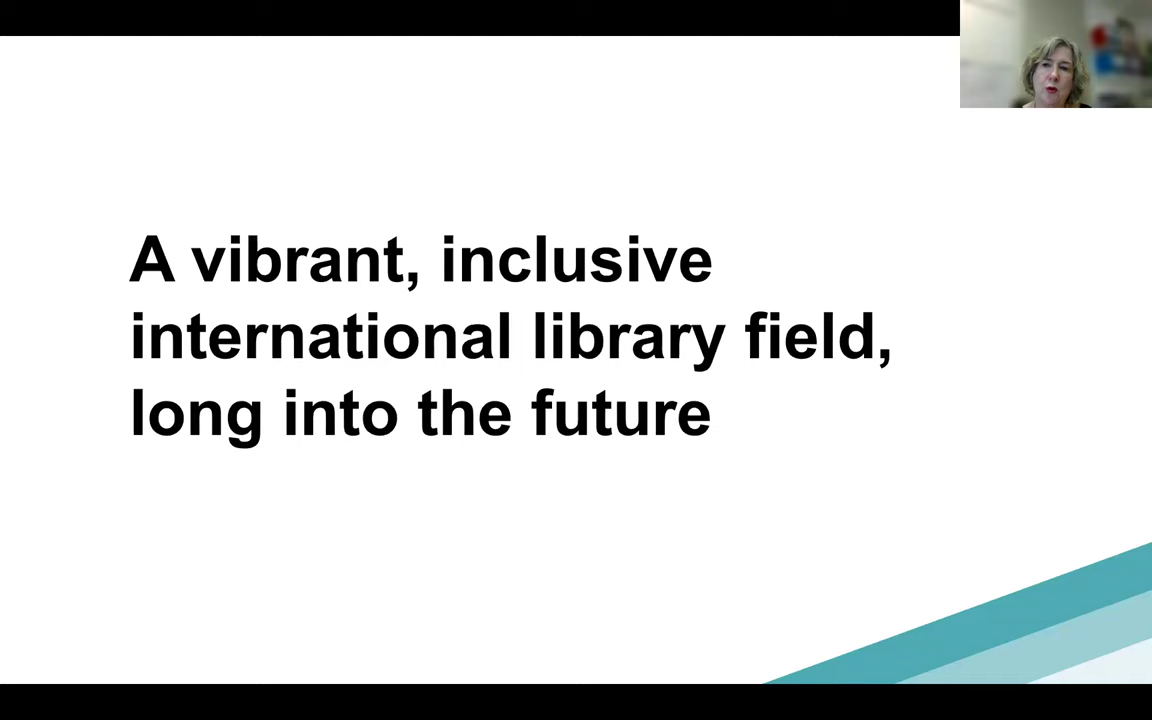 A vibrant, inclusive
international library field,
long into the future